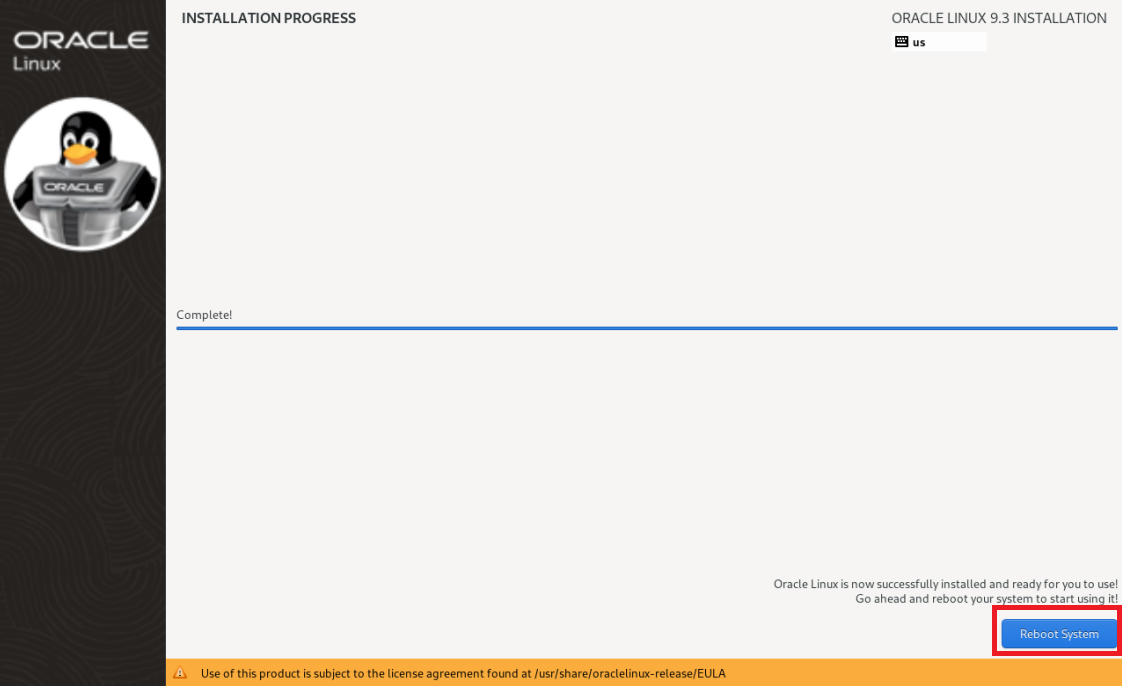 ORACLE
Linux
ORACLE
INSTALLATION PROGRESS
ORACLE LINUX 9.3 INSTALLATION
us
Complete!
Oracle Linux is now successfully installed and ready for you to use!
Go ahead and reboot your system to start using it!
Reboot System
Use of this product is subject to the license agreement found at /usr/share/oraclelinux-release/EULA